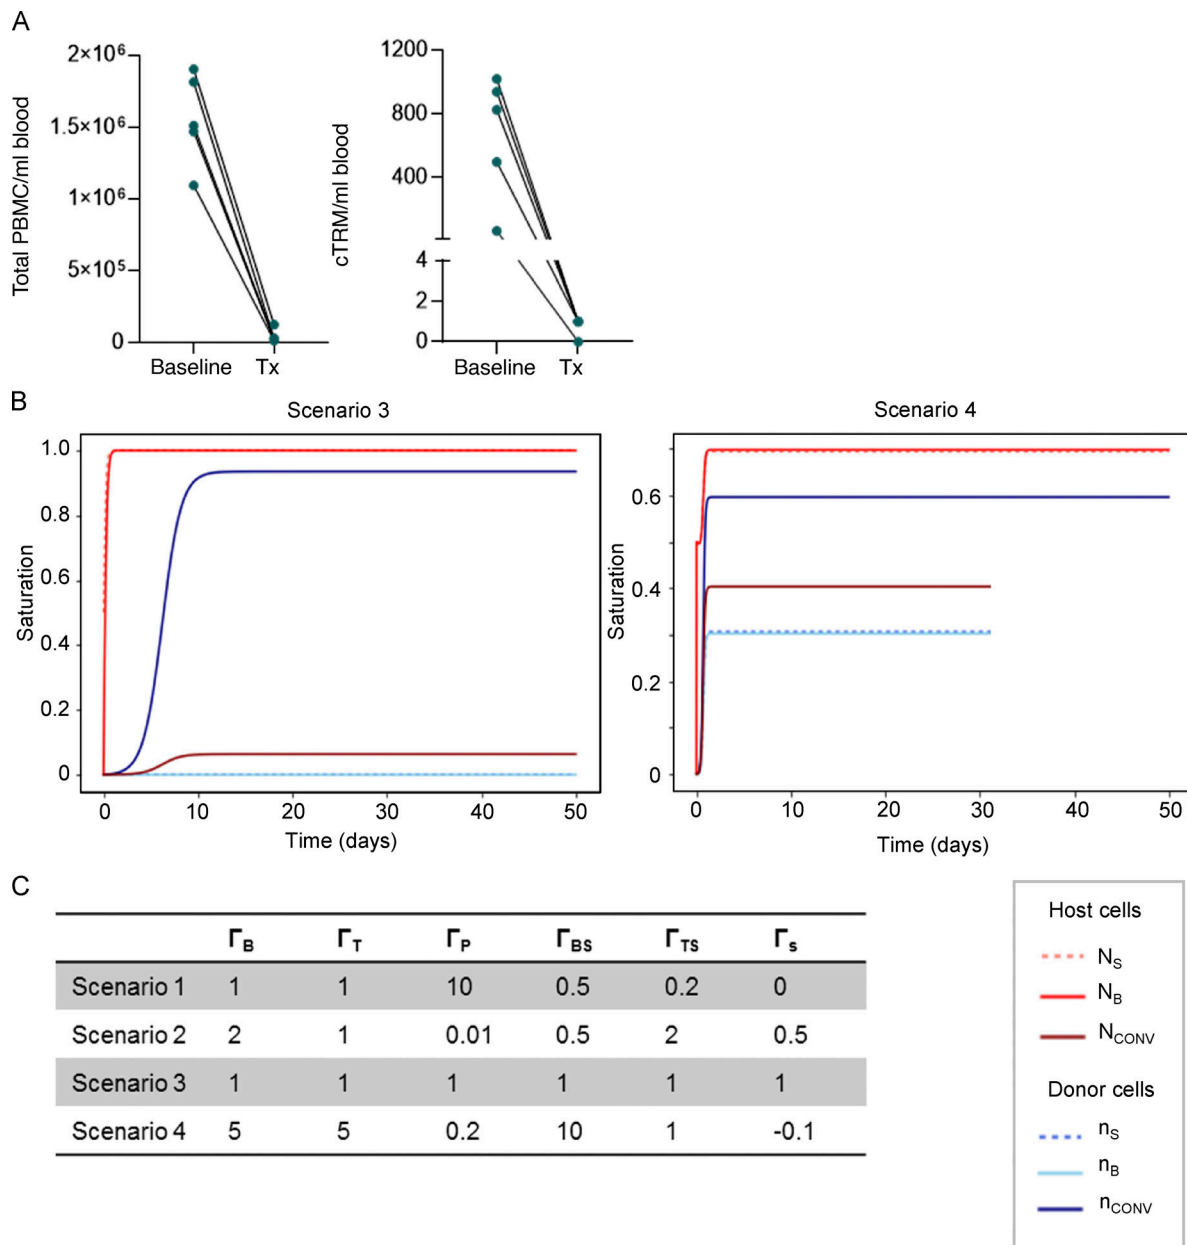 A
Total PBMC/ml blood
2×10⁶
1.5×10⁶
1×10⁶
5×10⁵
0
Baseline Tx
cTRM/ml blood
1200
800
400
4
2
0
Baseline Tx
B
Scenario 3
Saturation
1.0
0.8
0.6
0.4
0.2
0
0 10 20 30 40 50
Time (days)
Scenario 4
Saturation
0.6
0.4
0.2
0
0 10 20 30 40 50
Time (days)
C
Γ_B Γ_T Γ_P Γ_BS Γ_TS Γ_s
Scenario 1 1 1 10 0.5 0.2 0
Scenario 2 2 1 0.01 0.5 2 0.5
Scenario 3 1 1 1 1 1 1
Scenario 4 5 5 0.2 10 1 -0.1
Host cells
N_S
N_B
N_CONV
Donor cells
n_S
n_B
n_CONV